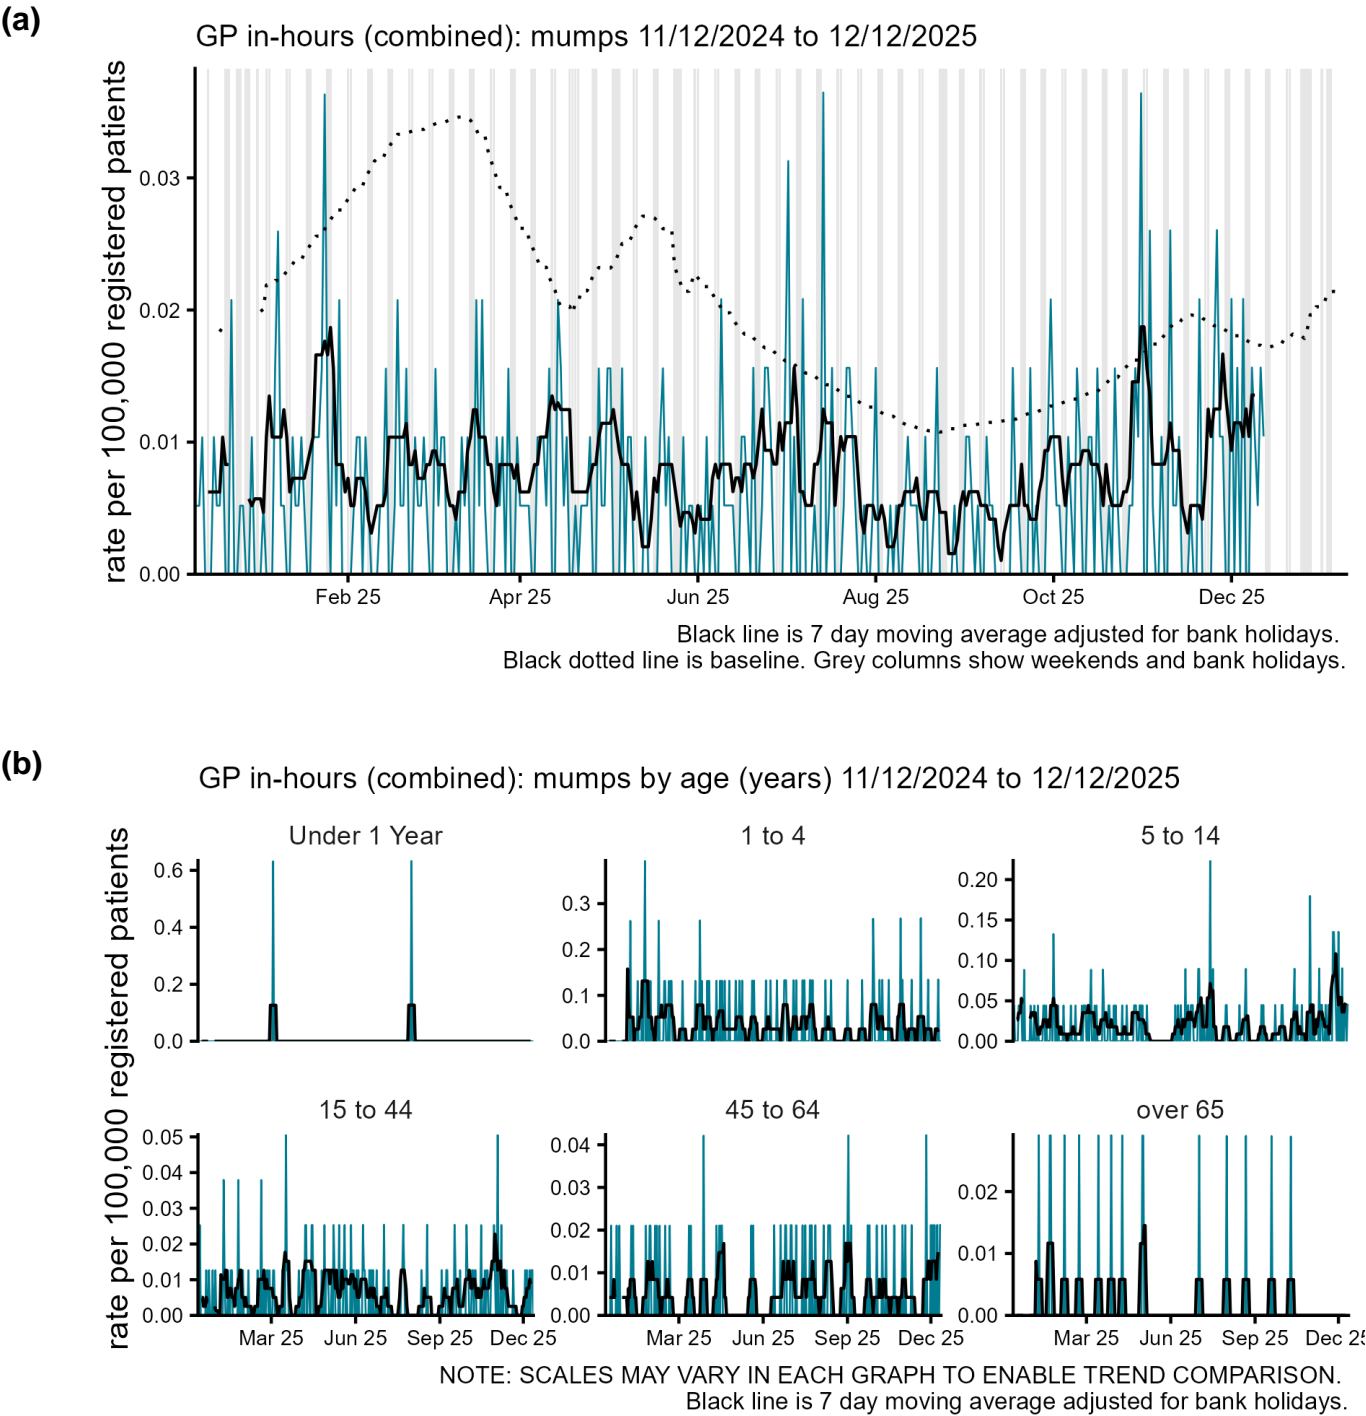 (a)
GP in-hours (combined): mumps 11/12/2024 to 12/12/2025
rate per 100,000 registered patients
0.03
0.02
0.01
0.00
Feb 25 Apr 25 Jun 25 Aug 25 Oct 25 Dec 25
Black line is 7 day moving average adjusted for bank holidays.
Black dotted line is baseline. Grey columns show weekends and bank holidays.
(b)
GP in-hours (combined): mumps by age (years) 11/12/2024 to 12/12/2025
rate per 100,000 registered patients
Under 1 Year
0.6
0.4
0.2
0.0
1 to 4
0.3
0.2
0.1
0.0
5 to 14
0.20
0.15
0.10
0.05
0.00
15 to 44
0.05
0.04
0.03
0.02
0.01
0.00
Mar 25 Jun 25 Sep 25 Dec 25
45 to 64
0.04
0.03
0.02
0.01
0.00
Mar 25 Jun 25 Sep 25 Dec 25
over 65
0.02
0.01
0.00
Mar 25 Jun 25 Sep 25 Dec 25
NOTE: SCALES MAY VARY IN EACH GRAPH TO ENABLE TREND COMPARISON.
Black line is 7 day moving average adjusted for bank holidays.